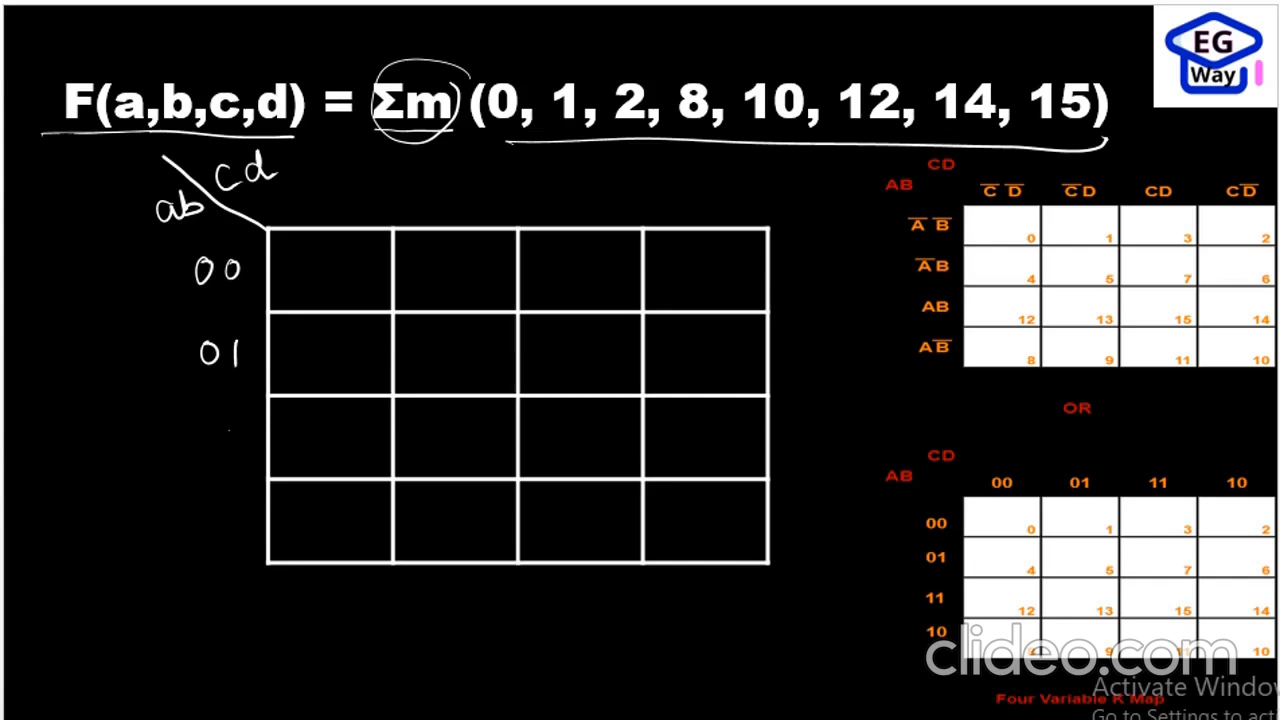 EG
Way
F(a,b,c,d) = Σm (0, 1, 2, 8, 10, 12, 14, 15)
cd
ab
00
01
CD
AB
C̅ D̅ C̅ D CD C D̅
A̅ B̅ 0 1 3 2
A̅ B 4 5 7 6
AB 12 13 15 14
A B̅ 8 9 11 10
OR
CD
AB
00 01 11 10
00 0 1 3 2
01 4 5 7 6
11 12 13 15 14
10 9 11 10
clideo.com
Activate Windo
Four Variable K Map
Go to Settings to act